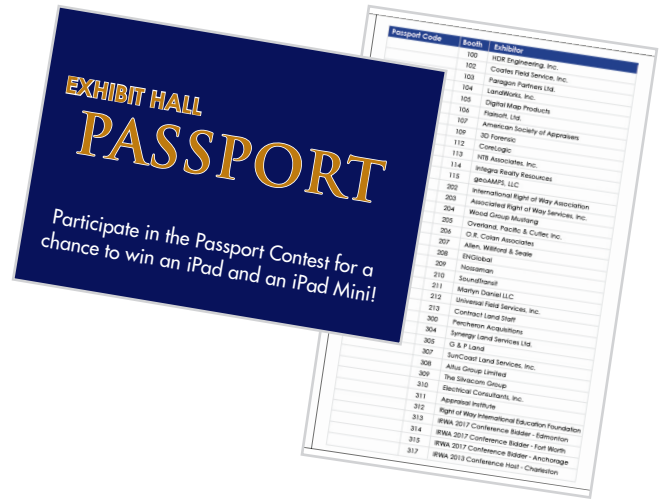 EXHIBIT HALL
PASSPORT
Participate in the Passport Contest for a
chance to win an iPad and an iPad Mini!
Passport Code Booth Exhibitor
100 HDR Engineering, Inc.
102 Coates Field Service, Inc.
103 Paragon Partners Ltd.
104 LandWorks, Inc.
105 Digital Map Products
106 Flairsoft, Ltd.
107 American Society of Appraisers
109 3D Forensic
112 CoreLogic
113 NTB Associates, Inc.
114 Integra Realty Resources
115 geoAMPS, LLC
202 International Right of Way Association
203 Associated Right of Way Services, Inc.
204 Wood Group Mustang
205 Overland, Pacific & Cutler, Inc.
206 O.R. Colan Associates
207 Allen, Williford & Seale
208 ENGlobal
209 Nossaman
210 SoundTransit
211 Martyn Daniel LLC
212 Universal Field Services, Inc.
213 Contract Land Staff
300 Percheron Acquisitions
304 Synergy Land Services Ltd.
305 G & P Land
307 SunCoast Land Services, Inc.
308 Altus Group Limited
309 The Silvacom Group
310 Electrical Consultants, Inc.
311 Appraisal Institute
312 Right of Way International Education Foundation
313 IRWA 2017 Conference Bidder - Edmonton
314 IRWA 2017 Conference Bidder - Fort Worth
315 IRWA 2017 Conference Bidder - Anchorage
317 IRWA 2013 Conference Host - Charleston